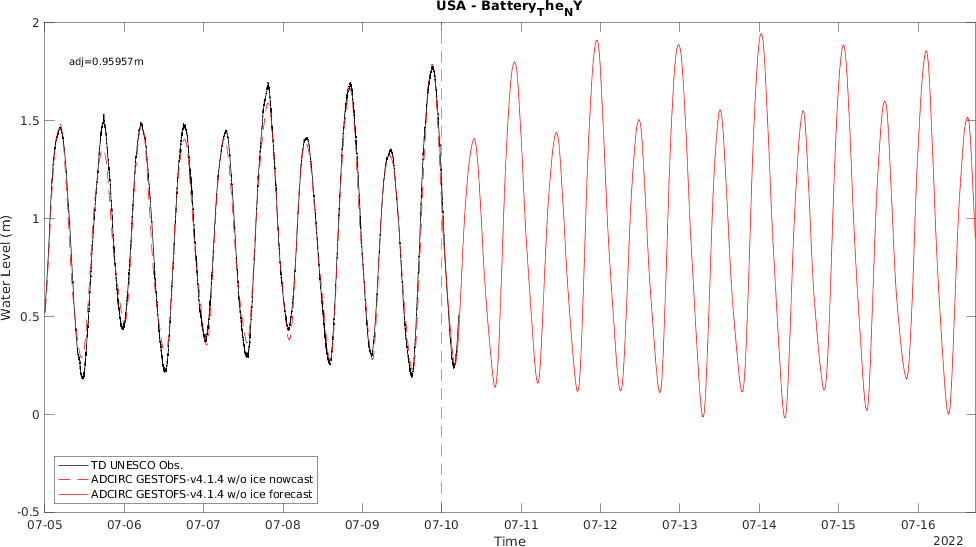 USA - Battery_The_NY
adj=0.95957m
2
1.5
1
0.5
0
-0.5
Water Level (m)
TD UNESCO Obs.
ADCIRC GESTOFS-v4.1.4 w/o ice nowcast
ADCIRC GESTOFS-v4.1.4 w/o ice forecast
07-05 07-06 07-07 07-08 07-09 07-10 07-11 07-12 07-13 07-14 07-15 07-16
Time
2022